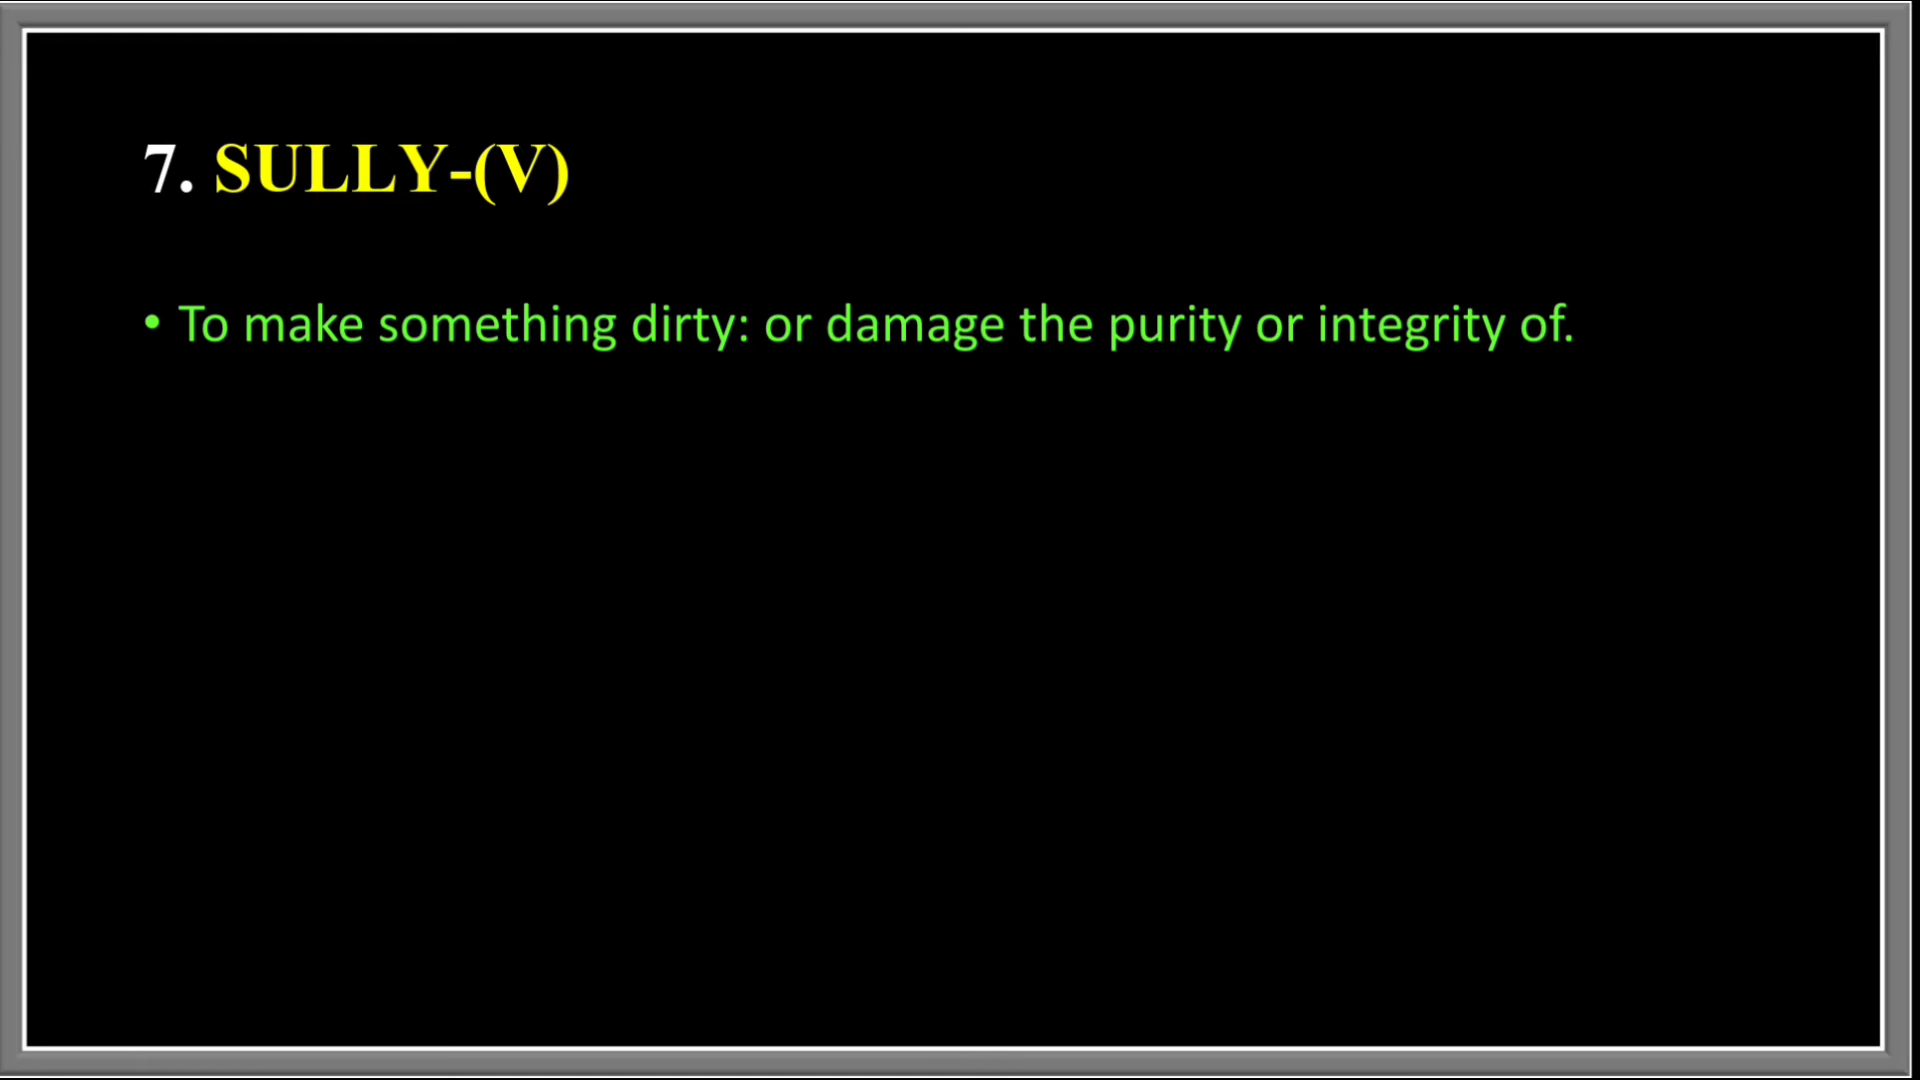 7. SULLY-(V)
• To make something dirty: or damage the purity or integrity of.